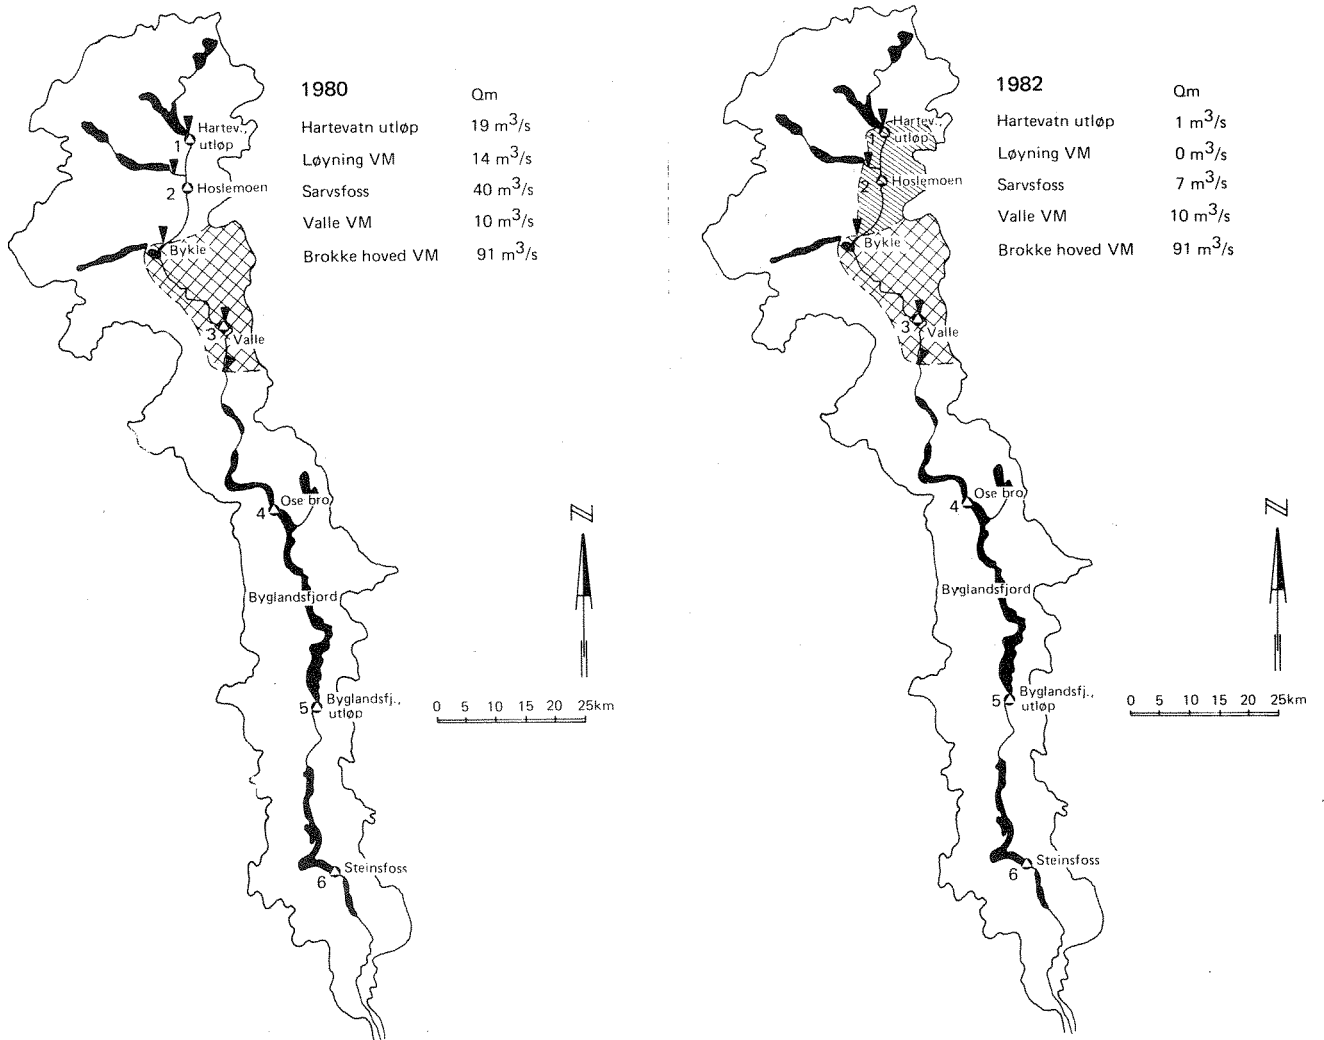 1980
Qm
Hartevatn utløp 19 m³/s
Løyning VM 14 m³/s
Sarvsfoss 40 m³/s
Valle VM 10 m³/s
Brokke hoved VM 91 m³/s
Hartev.,
1 utløp
2 Hoslemoen
Bykle
3
Valle
Ose bro
4
Byglandsfjord
5 Byglandsfj.,
utløp
Steinsfoss
6
N
0 5 10 15 20 25km
1982
Qm
Hartevatn utløp 1 m³/s
Løyning VM 0 m³/s
Sarvsfoss 7 m³/s
Valle VM 10 m³/s
Brokke hoved VM 91 m³/s
Hartev.,
1 utløp
2 Hoslemoen
Bykle
3 Valle
Ose bro
4
Byglandsfjord
5 Byglandsfj.,
utløp
Steinsfoss
6
N
0 5 10 15 20 25km